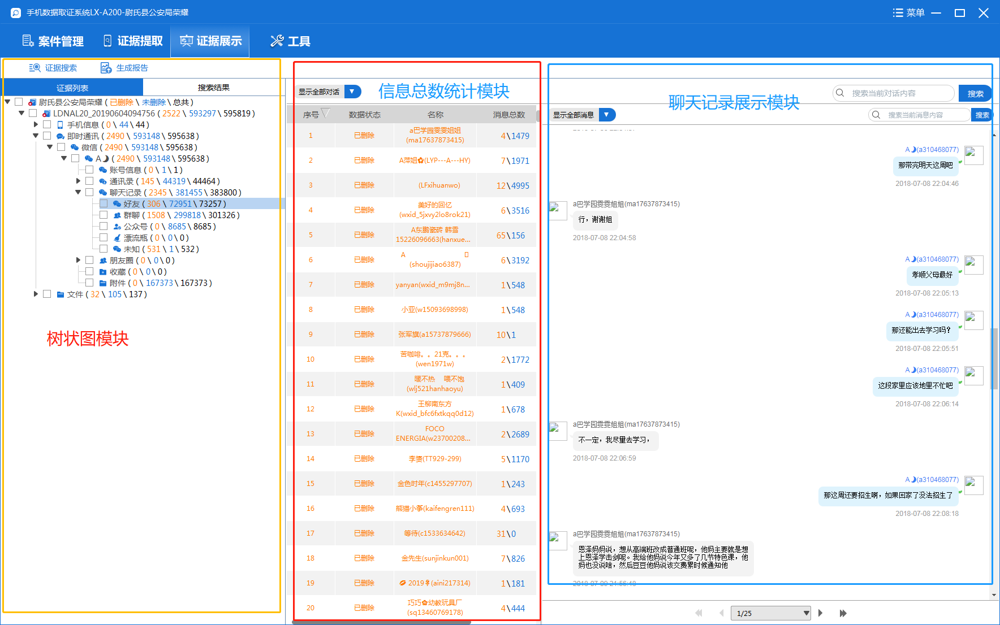 手机数据取证系统LX-A200-尉氏县公安局荣耀
菜单
案件管理
证据提取
证据展示
工具
证据搜索
生成报告
证据列表
搜索结果
尉氏县公安局荣耀 ( 已删除 \ 未删除 \ 总共 )
LDNAL20_20190604094756 ( 2522 \ 593297 \ 595819 )
手机信息 ( 0 \ 44 \ 44 )
即时通讯 ( 2490 \ 593148 \ 595638 )
微信 ( 2490 \ 593148 \ 595638 )
A🌙 ( 2490 \ 593148 \ 595638 )
账号信息 ( 0 \ 1 \ 1 )
通讯录 ( 145 \ 44319 \ 44464 )
聊天记录 ( 2345 \ 381455 \ 383800 )
好友 ( 306 \ 72951 \ 73257 )
群聊 ( 1508 \ 299818 \ 301326 )
公众号 ( 0 \ 8685 \ 8685 )
漂流瓶 ( 0 \ 0 \ 0 )
未知 ( 531 \ 1 \ 532 )
朋友圈 ( 0 \ 0 \ 0 )
收藏 ( 0 \ 0 \ 0 )
附件 ( 0 \ 167373 \ 167373 )
文件 ( 32 \ 105 \ 137 )
树状图模块
显示全部对话
信息总数统计模块
序号 数据状态 名称 消息总数
1 已删除 a巴学园雯雯姐姐 4\1479
(ma17637873415)
2 已删除 A萍姐✿(LYP---A---HY) 7\1971
3 已删除 (LFxihuanwo) 12\4995
4 已删除 美好的回忆 6\3516
(wxid_5jxvy2lo8rok21)
5 已删除 A东鹏瓷砖 韩雪 65\156
15226096663(hanxue...
6 已删除 A 6\3192
(shoujijiao6387)
7 已删除 yanyan(wxid_m9mj8n... 1\548
8 已删除 小亚(w15093698998) 1\548
9 已删除 张军旗(a15737879666) 10\1
10 已删除 苦咖啡。。21克。。。 2\1772
(wen1971w)
11 已删除 暖不热 喂不饱 1\409
(wlj521hanhaoyu)
12 已删除 王柳南东方 1\678
K(wxid_bfc6fxtkqq0d12)
13 已删除 FOCO 2\2689
ENERGIA(w23700208...
14 已删除 李赟(TT929-299) 5\1170
15 已删除 金色时年(c1455297707) 1\243
16 已删除 熊猫小筝(kaifengren111) 4\693
17 已删除 等待(c1533634642) 31\0
18 已删除 金先生(sunjinkun001) 7\826
19 已删除 2019(aini217314) 1\181
20 已删除 巧巧✿幼教玩具厂 4\444
(sq13460769178)
聊天记录展示模块
搜索当前对话内容 搜索
显示全部消息
搜索当前消息内容 搜索
A🌙(a310468077)
那带完明天这周吧
2018-07-08 22:04:46
a巴学园雯雯姐姐(ma17637873415)
行，谢谢姐
2018-07-08 22:04:58
A🌙(a310468077)
孝顺父母最好
2018-07-08 22:05:13
A🌙(a310468077)
那还能出去学习吗？
2018-07-08 22:05:51
A🌙(a310468077)
这段家里应该地里不忙吧
2018-07-08 22:06:14
a巴学园雯雯姐姐(ma17637873415)
不一定，我尽里去学习，
2018-07-08 22:06:59
A🌙(a310468077)
那这周还要招生啊，如果回家了没法招生了
2018-07-08 22:08:18
a巴学园雯雯姐姐(ma17637873415)
恩泽妈妈说，想从高端班改成普通班呢，他妈主要就是想
上恩泽学击剑呢。我给他妈说今年又多了几节特色课，他
妈也没说啥，然后豆豆他妈说该交费累时候通知他
2018-07-09 21:56:48
1/25